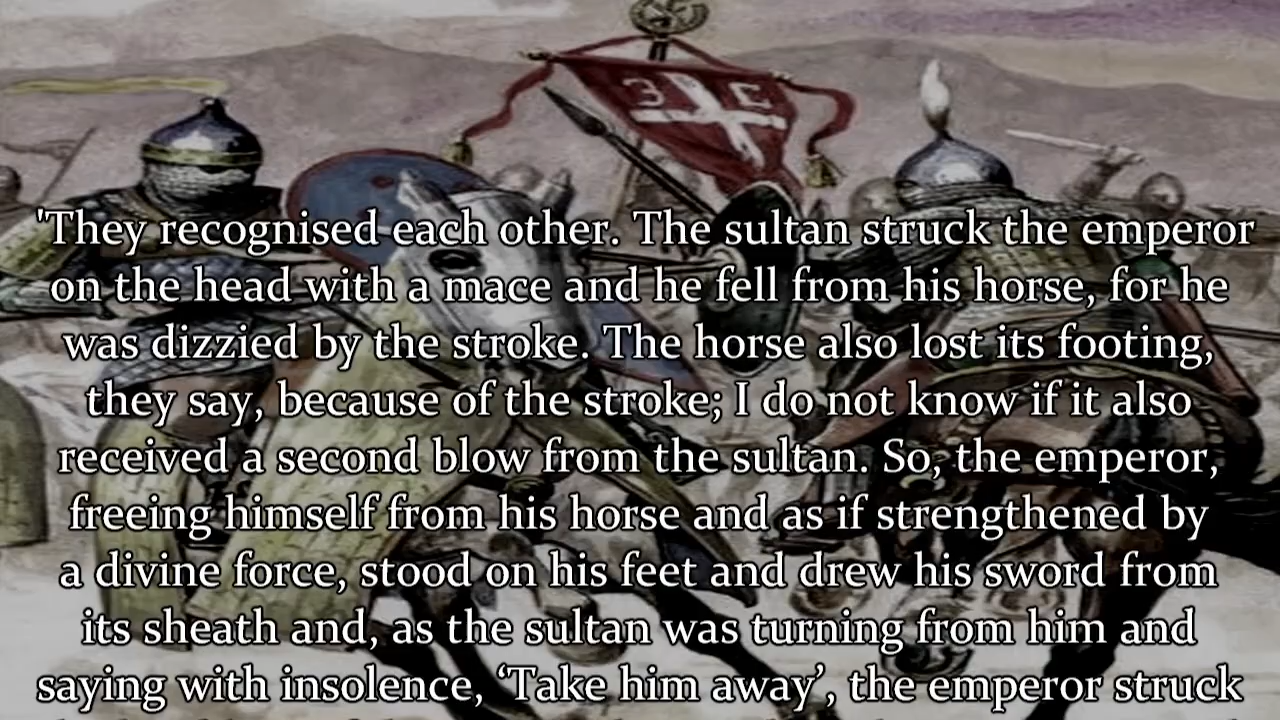 З С
'They recognised each other. The sultan struck the emperor
on the head with a mace and he fell from his horse, for he
was dizzied by the stroke. The horse also lost its footing,
they say, because of the stroke; I do not know if it also
received a second blow from the sultan. So, the emperor,
freeing himself from his horse and as if strengthened by
a divine force, stood on his feet and drew his sword from
its sheath and, as the sultan was turning from him and
saying with insolence, ‘Take him away’, the emperor struck